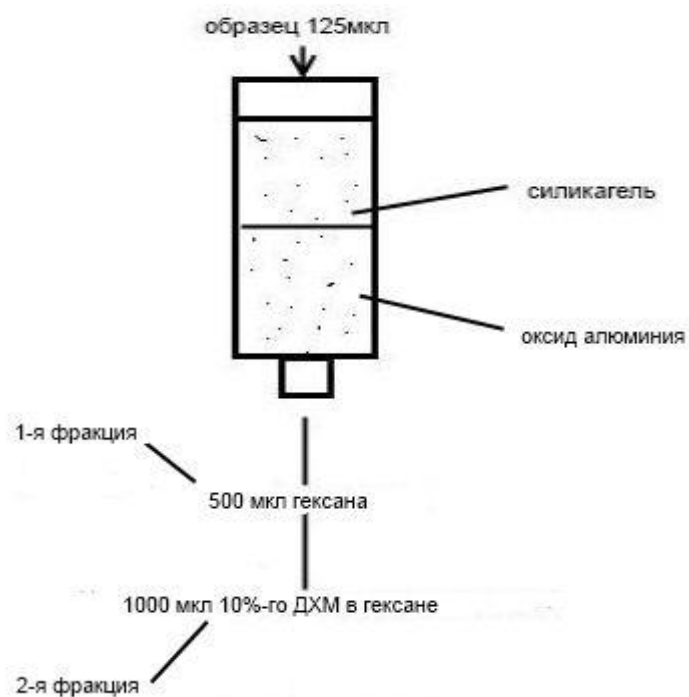 образец 125мкл
силикагель
оксид алюминия
1-я фракция
500 мкл гексана
1000 мкл 10%-го ДХМ в гексане
2-я фракция